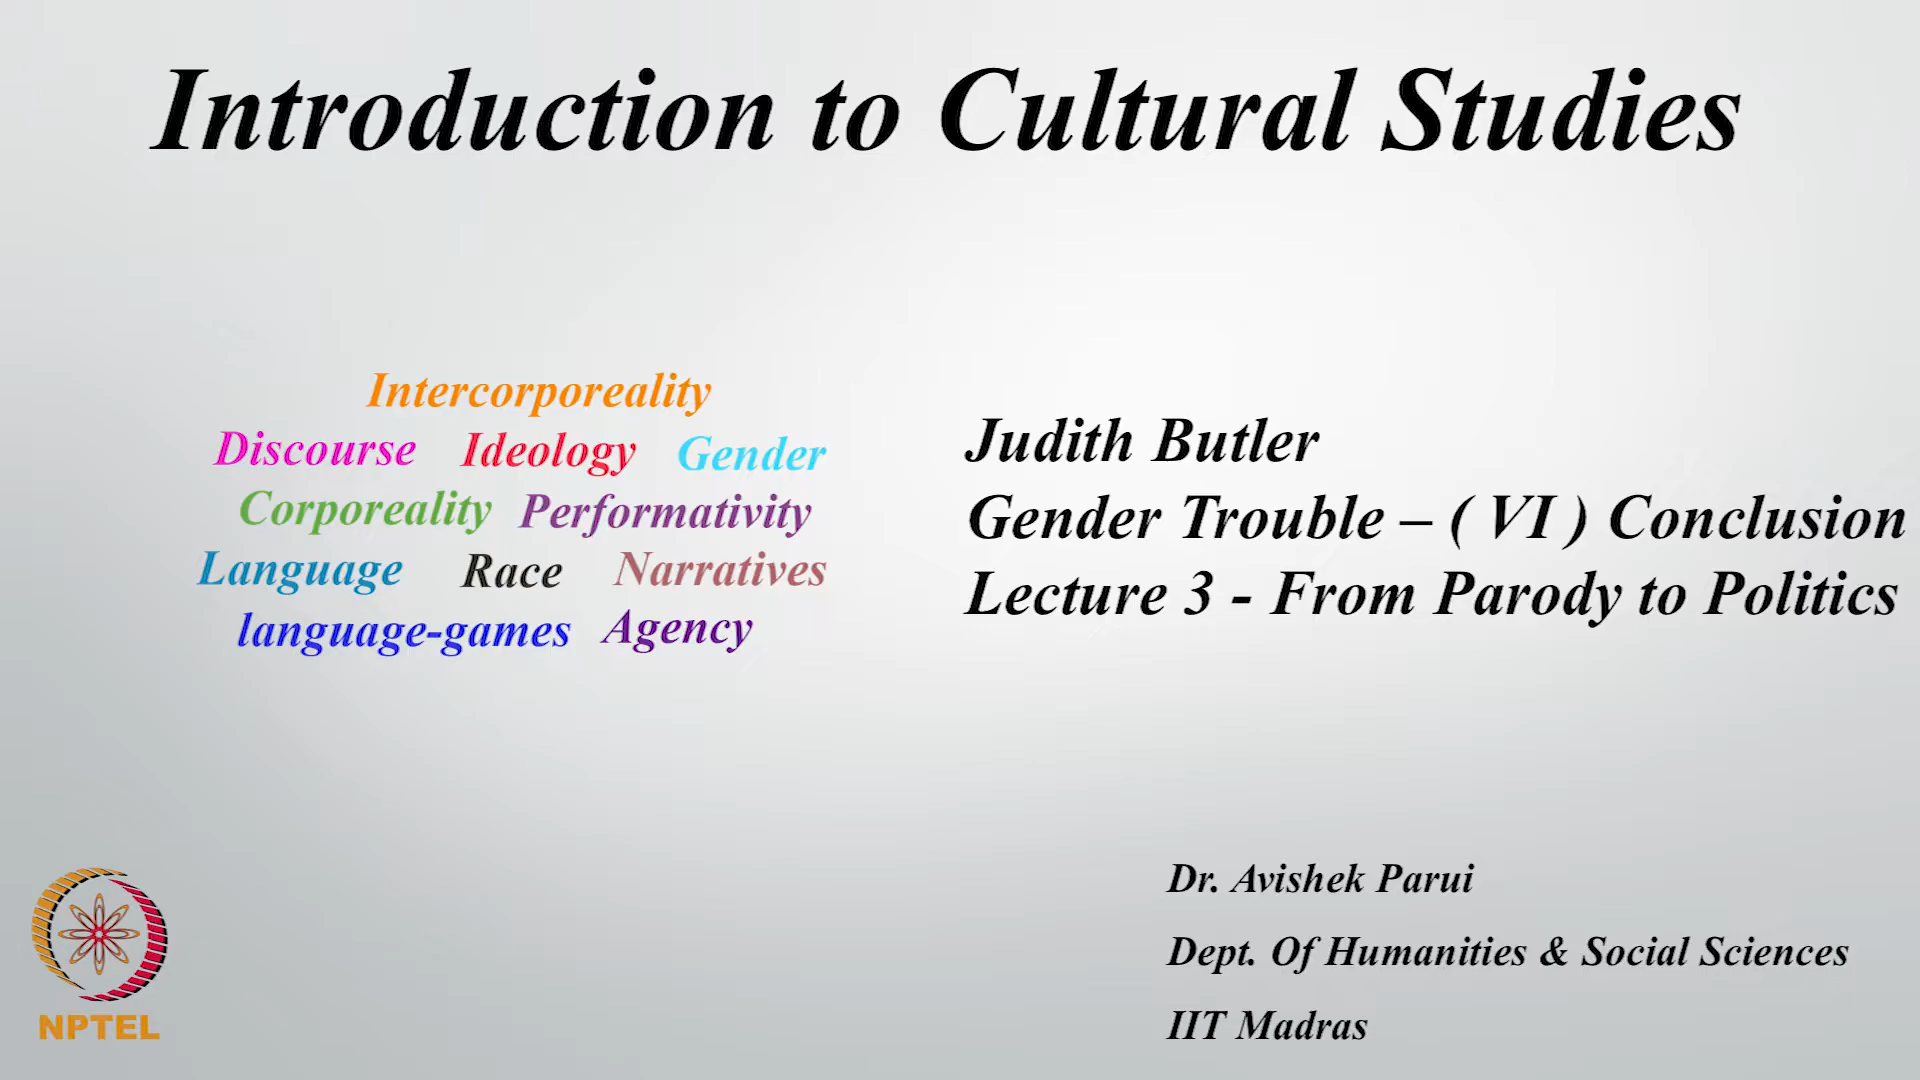 Introduction to Cultural Studies
Intercorporeality
Discourse Ideology Gender
Corporeality Performativity
Language Race Narratives
language-games Agency
Judith Butler
Gender Trouble – ( VI ) Conclusion
Lecture 3 - From Parody to Politics
Dr. Avishek Parui
Dept. Of Humanities & Social Sciences
IIT Madras
NPTEL